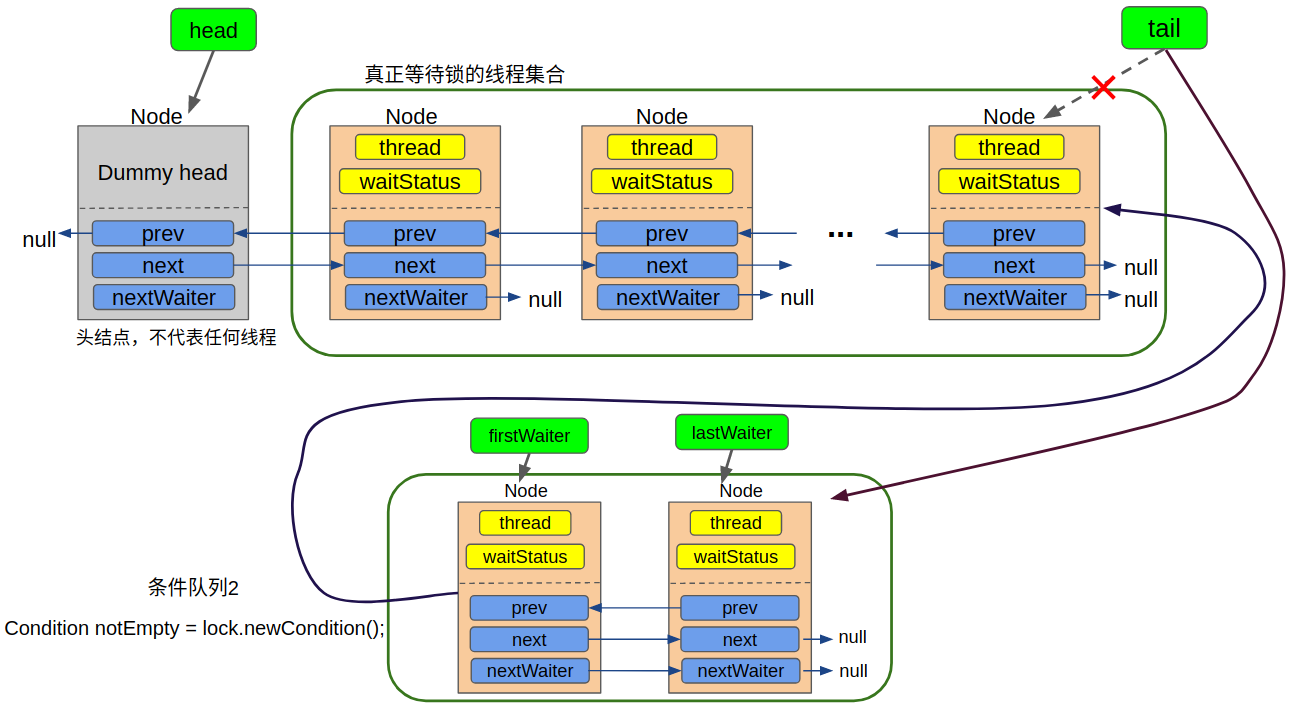 head
tail
真正等待锁的线程集合
Node
Node
Node
Node
Dummy head
thread
thread
thread
waitStatus
waitStatus
waitStatus
null
prev
prev
prev
...
prev
next
next
next
next
null
nextWaiter
nextWaiter
null
nextWaiter
null
nextWaiter
null
头结点，不代表任何线程
firstWaiter
lastWaiter
Node
Node
thread
thread
waitStatus
waitStatus
条件队列2
prev
prev
Condition notEmpty = lock.newCondition();
next
next
null
nextWaiter
nextWaiter
null